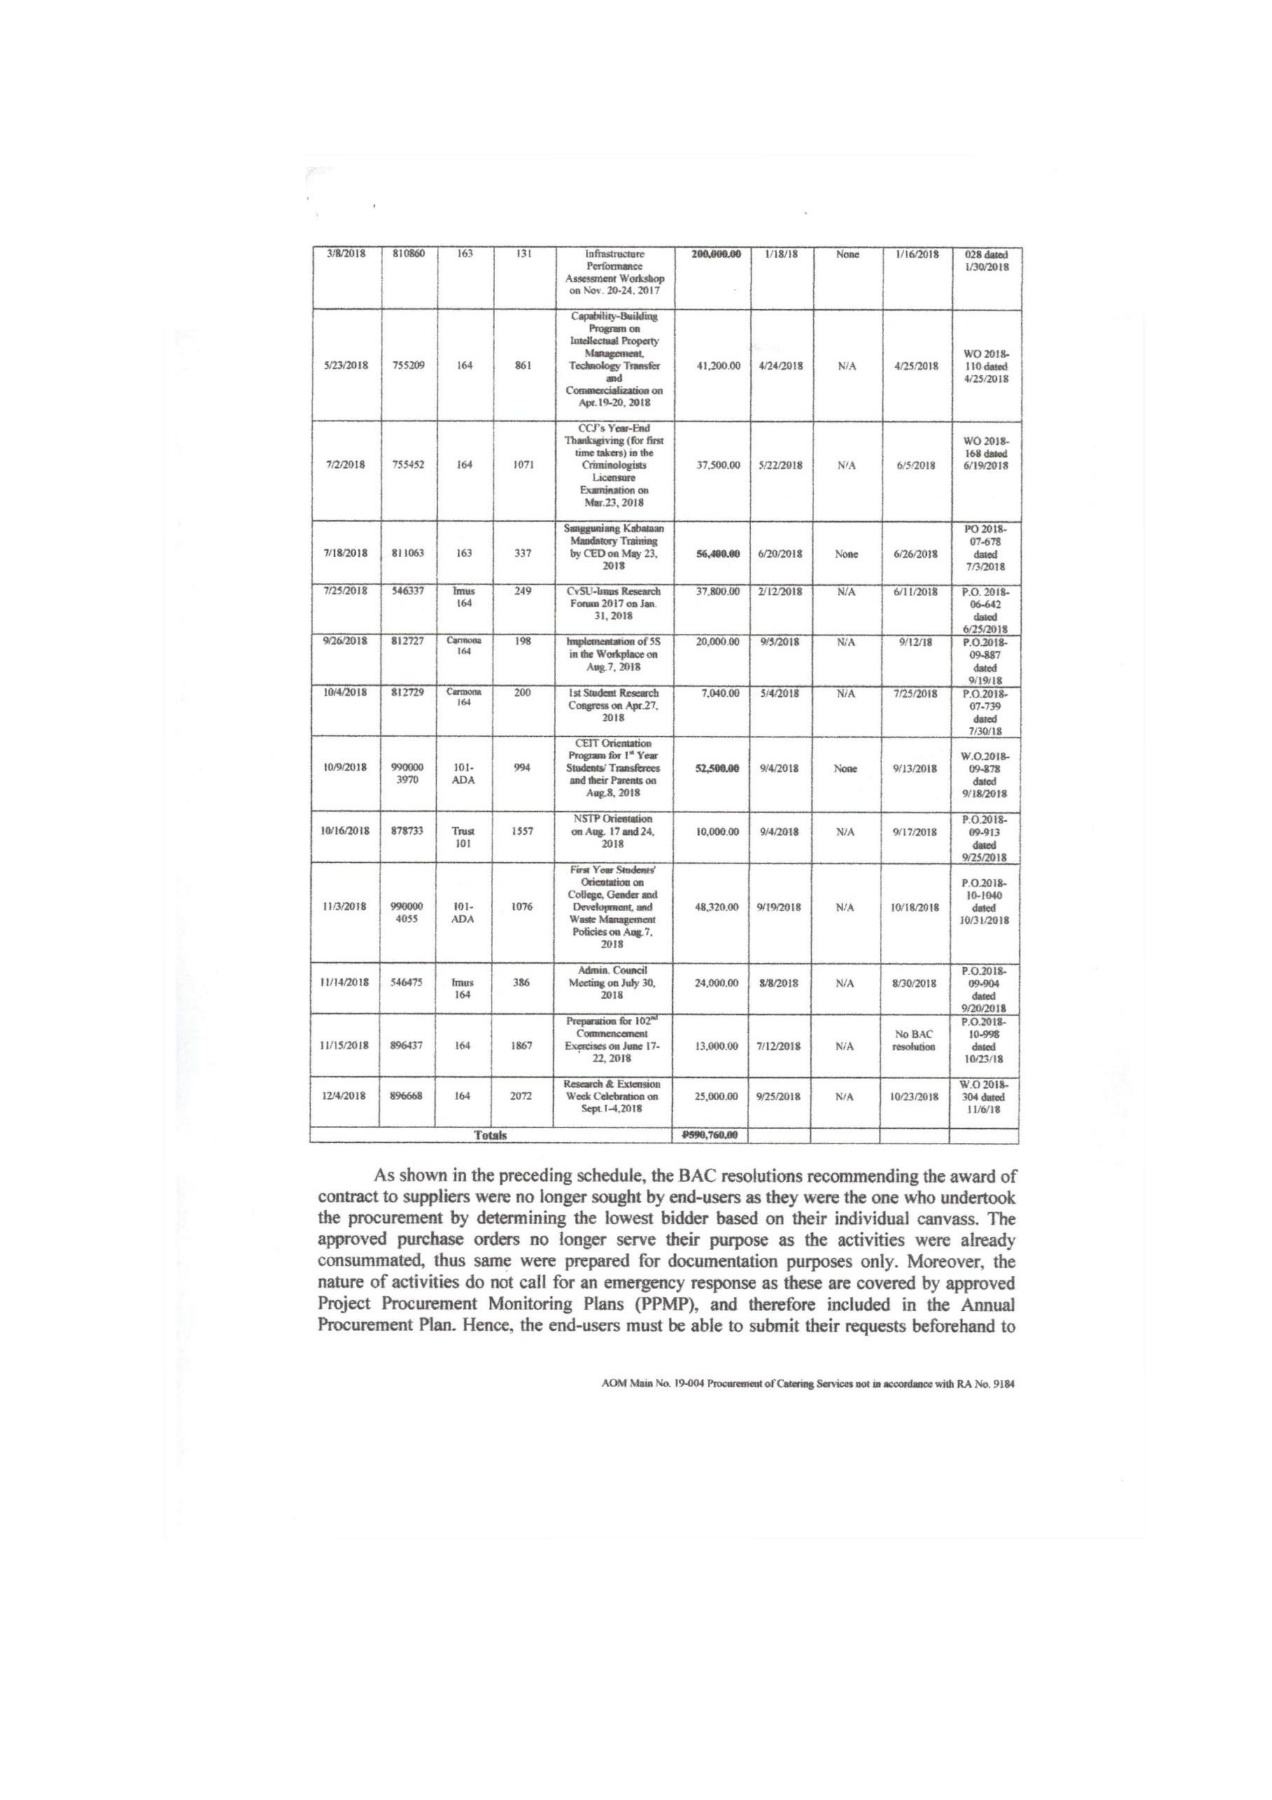 3/8/2018 810860 163 131 Infrastructure Performance Assessment Workshop on Nov. 20-24, 2017 200,000.00 1/18/18 None 1/16/2018 028 dated 1/30/2018
5/23/2018 755209 164 861 Capability-Building Program on Intellectual Property Management, Technology Transfer and Commercialization on Apr.19-20, 2018 41,200.00 4/24/2018 N/A 4/25/2018 WO 2018-110 dated 4/25/2018
7/2/2018 755452 164 1071 CCJ's Year-End Thanksgiving (for first time takers) in the Criminologists Licensure Examination on Mar.23, 2018 37,500.00 5/22/2018 N/A 6/5/2018 WO 2018-168 dated 6/19/2018
7/18/2018 811063 163 337 Sangguniang Kabataan Mandatory Training by CED on May 23, 2018 56,400.00 6/20/2018 None 6/26/2018 PO 2018-07-678 dated 7/3/2018
7/25/2018 546337 Imus 164 249 CvSU-Imus Research Forum 2017 on Jan. 31, 2018 37,800.00 2/12/2018 N/A 6/11/2018 P.O. 2018-06-642 dated 6/25/2018
9/26/2018 812727 Carmona 164 198 Implementation of 5S in the Workplace on Aug.7, 2018 20,000.00 9/5/2018 N/A 9/12/18 P.O.2018-09-887 dated 9/19/18
10/4/2018 812729 Carmona 164 200 1st Student Research Congress on Apr.27, 2018 7,040.00 5/4/2018 N/A 7/25/2018 P.O.2018-07-739 dated 7/30/18
10/9/2018 990000 3970 101-ADA 994 CEIT Orientation Program for 1st Year Students/ Transferees and their Parents on Aug.8, 2018 52,500.00 9/4/2018 None 9/13/2018 W.O.2018-09-878 dated 9/18/2018
10/16/2018 878733 Trust 101 1557 NSTP Orientation on Aug. 17 and 24, 2018 10,000.00 9/4/2018 N/A 9/17/2018 P.O.2018-09-913 dated 9/25/2018
11/3/2018 990000 4055 101-ADA 1076 First Year Students' Orientation on College, Gender and Development, and Waste Management Policies on Aug.7, 2018 48,320.00 9/19/2018 N/A 10/18/2018 P.O.2018-10-1040 dated 10/31/2018
11/14/2018 546475 Imus 164 386 Admin. Council Meeting on July 30, 2018 24,000.00 8/8/2018 N/A 8/30/2018 P.O.2018-09-904 dated 9/20/2018
11/15/2018 896437 164 1867 Preparation for 102nd Commencement Exercises on June 17-22, 2018 13,000.00 7/12/2018 N/A No BAC resolution P.O.2018-10-998 dated 10/23/18
12/4/2018 896668 164 2072 Research & Extension Week Celebration on Sept.1-4,2018 25,000.00 9/25/2018 N/A 10/23/2018 W.O 2018-304 dated 11/6/18
Totals ₱590,760.00
As shown in the preceding schedule, the BAC resolutions recommending the award of
contract to suppliers were no longer sought by end-users as they were the one who undertook
the procurement by determining the lowest bidder based on their individual canvass. The
approved purchase orders no longer serve their purpose as the activities were already
consummated, thus same were prepared for documentation purposes only. Moreover, the
nature of activities do not call for an emergency response as these are covered by approved
Project Procurement Monitoring Plans (PPMP), and therefore included in the Annual
Procurement Plan. Hence, the end-users must be able to submit their requests beforehand to
AOM Main No. 19-004 Procurement of Catering Services not in accordance with RA No. 9184